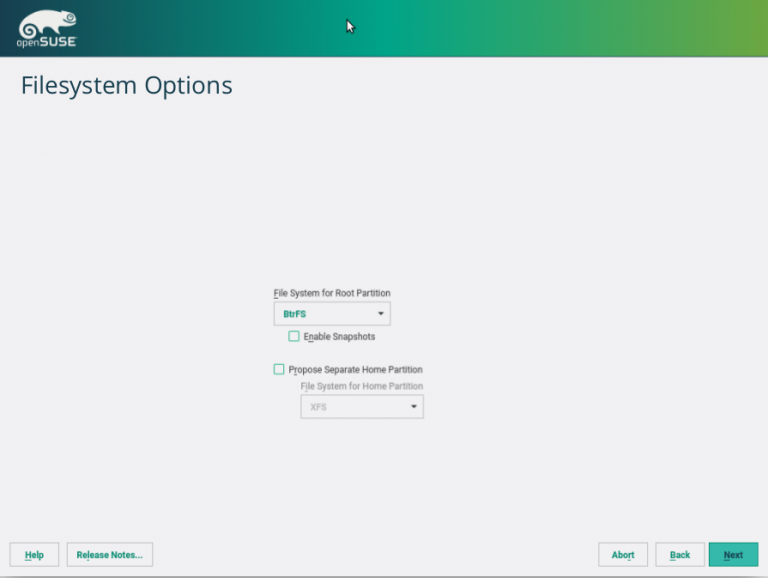 openSUSE
Filesystem Options
File System for Root Partition
BtrFS
Enable Snapshots
Propose Separate Home Partition
File System for Home Partition
XFS
Help Release Notes... Abort Back Next